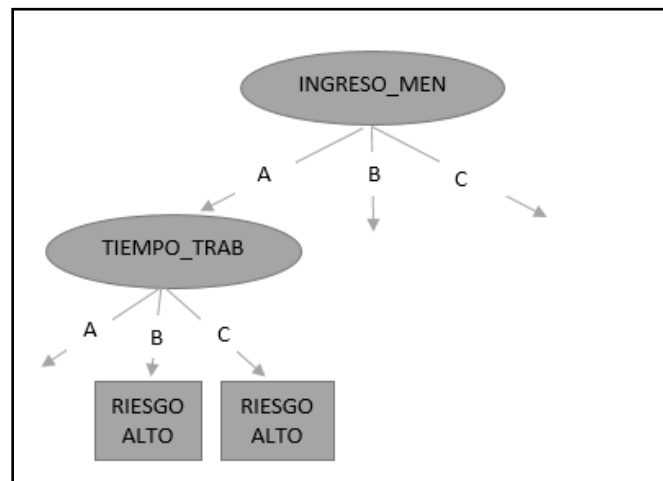 INGRESO_MEN
A
B
C
TIEMPO_TRAB
A
B
C
RIESGO
ALTO
RIESGO
ALTO